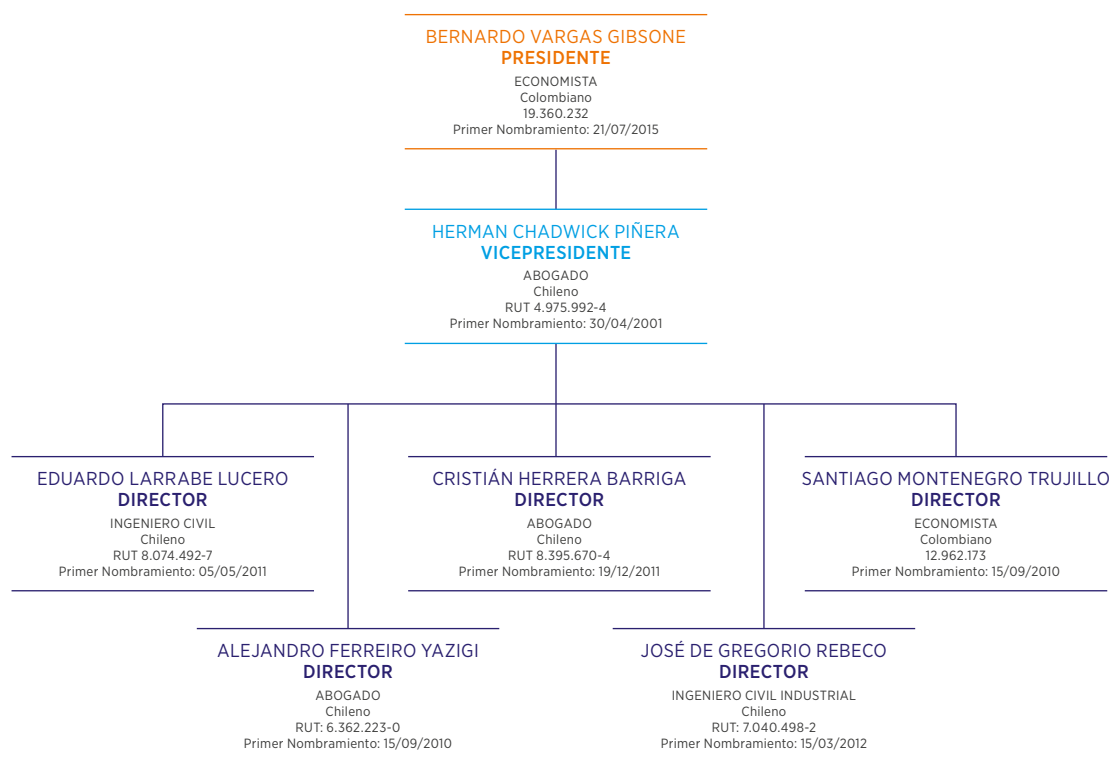 BERNARDO VARGAS GIBSONE
PRESIDENTE
ECONOMISTA
Colombiano
19.360.232
Primer Nombramiento: 21/07/2015
HERMAN CHADWICK PIÑERA
VICEPRESIDENTE
ABOGADO
Chileno
RUT 4.975.992-4
Primer Nombramiento: 30/04/2001
EDUARDO LARRABE LUCERO
DIRECTOR
INGENIERO CIVIL
Chileno
RUT 8.074.492-7
Primer Nombramiento: 05/05/2011
CRISTIÁN HERRERA BARRIGA
DIRECTOR
ABOGADO
Chileno
RUT 8.395.670-4
Primer Nombramiento: 19/12/2011
SANTIAGO MONTENEGRO TRUJILLO
DIRECTOR
ECONOMISTA
Colombiano
12.962.173
Primer Nombramiento: 15/09/2010
ALEJANDRO FERREIRO YAZIGI
DIRECTOR
ABOGADO
Chileno
RUT: 6.362.223-0
Primer Nombramiento: 15/09/2010
JOSÉ DE GREGORIO REBECO
DIRECTOR
INGENIERO CIVIL INDUSTRIAL
Chileno
RUT: 7.040.498-2
Primer Nombramiento: 15/03/2012